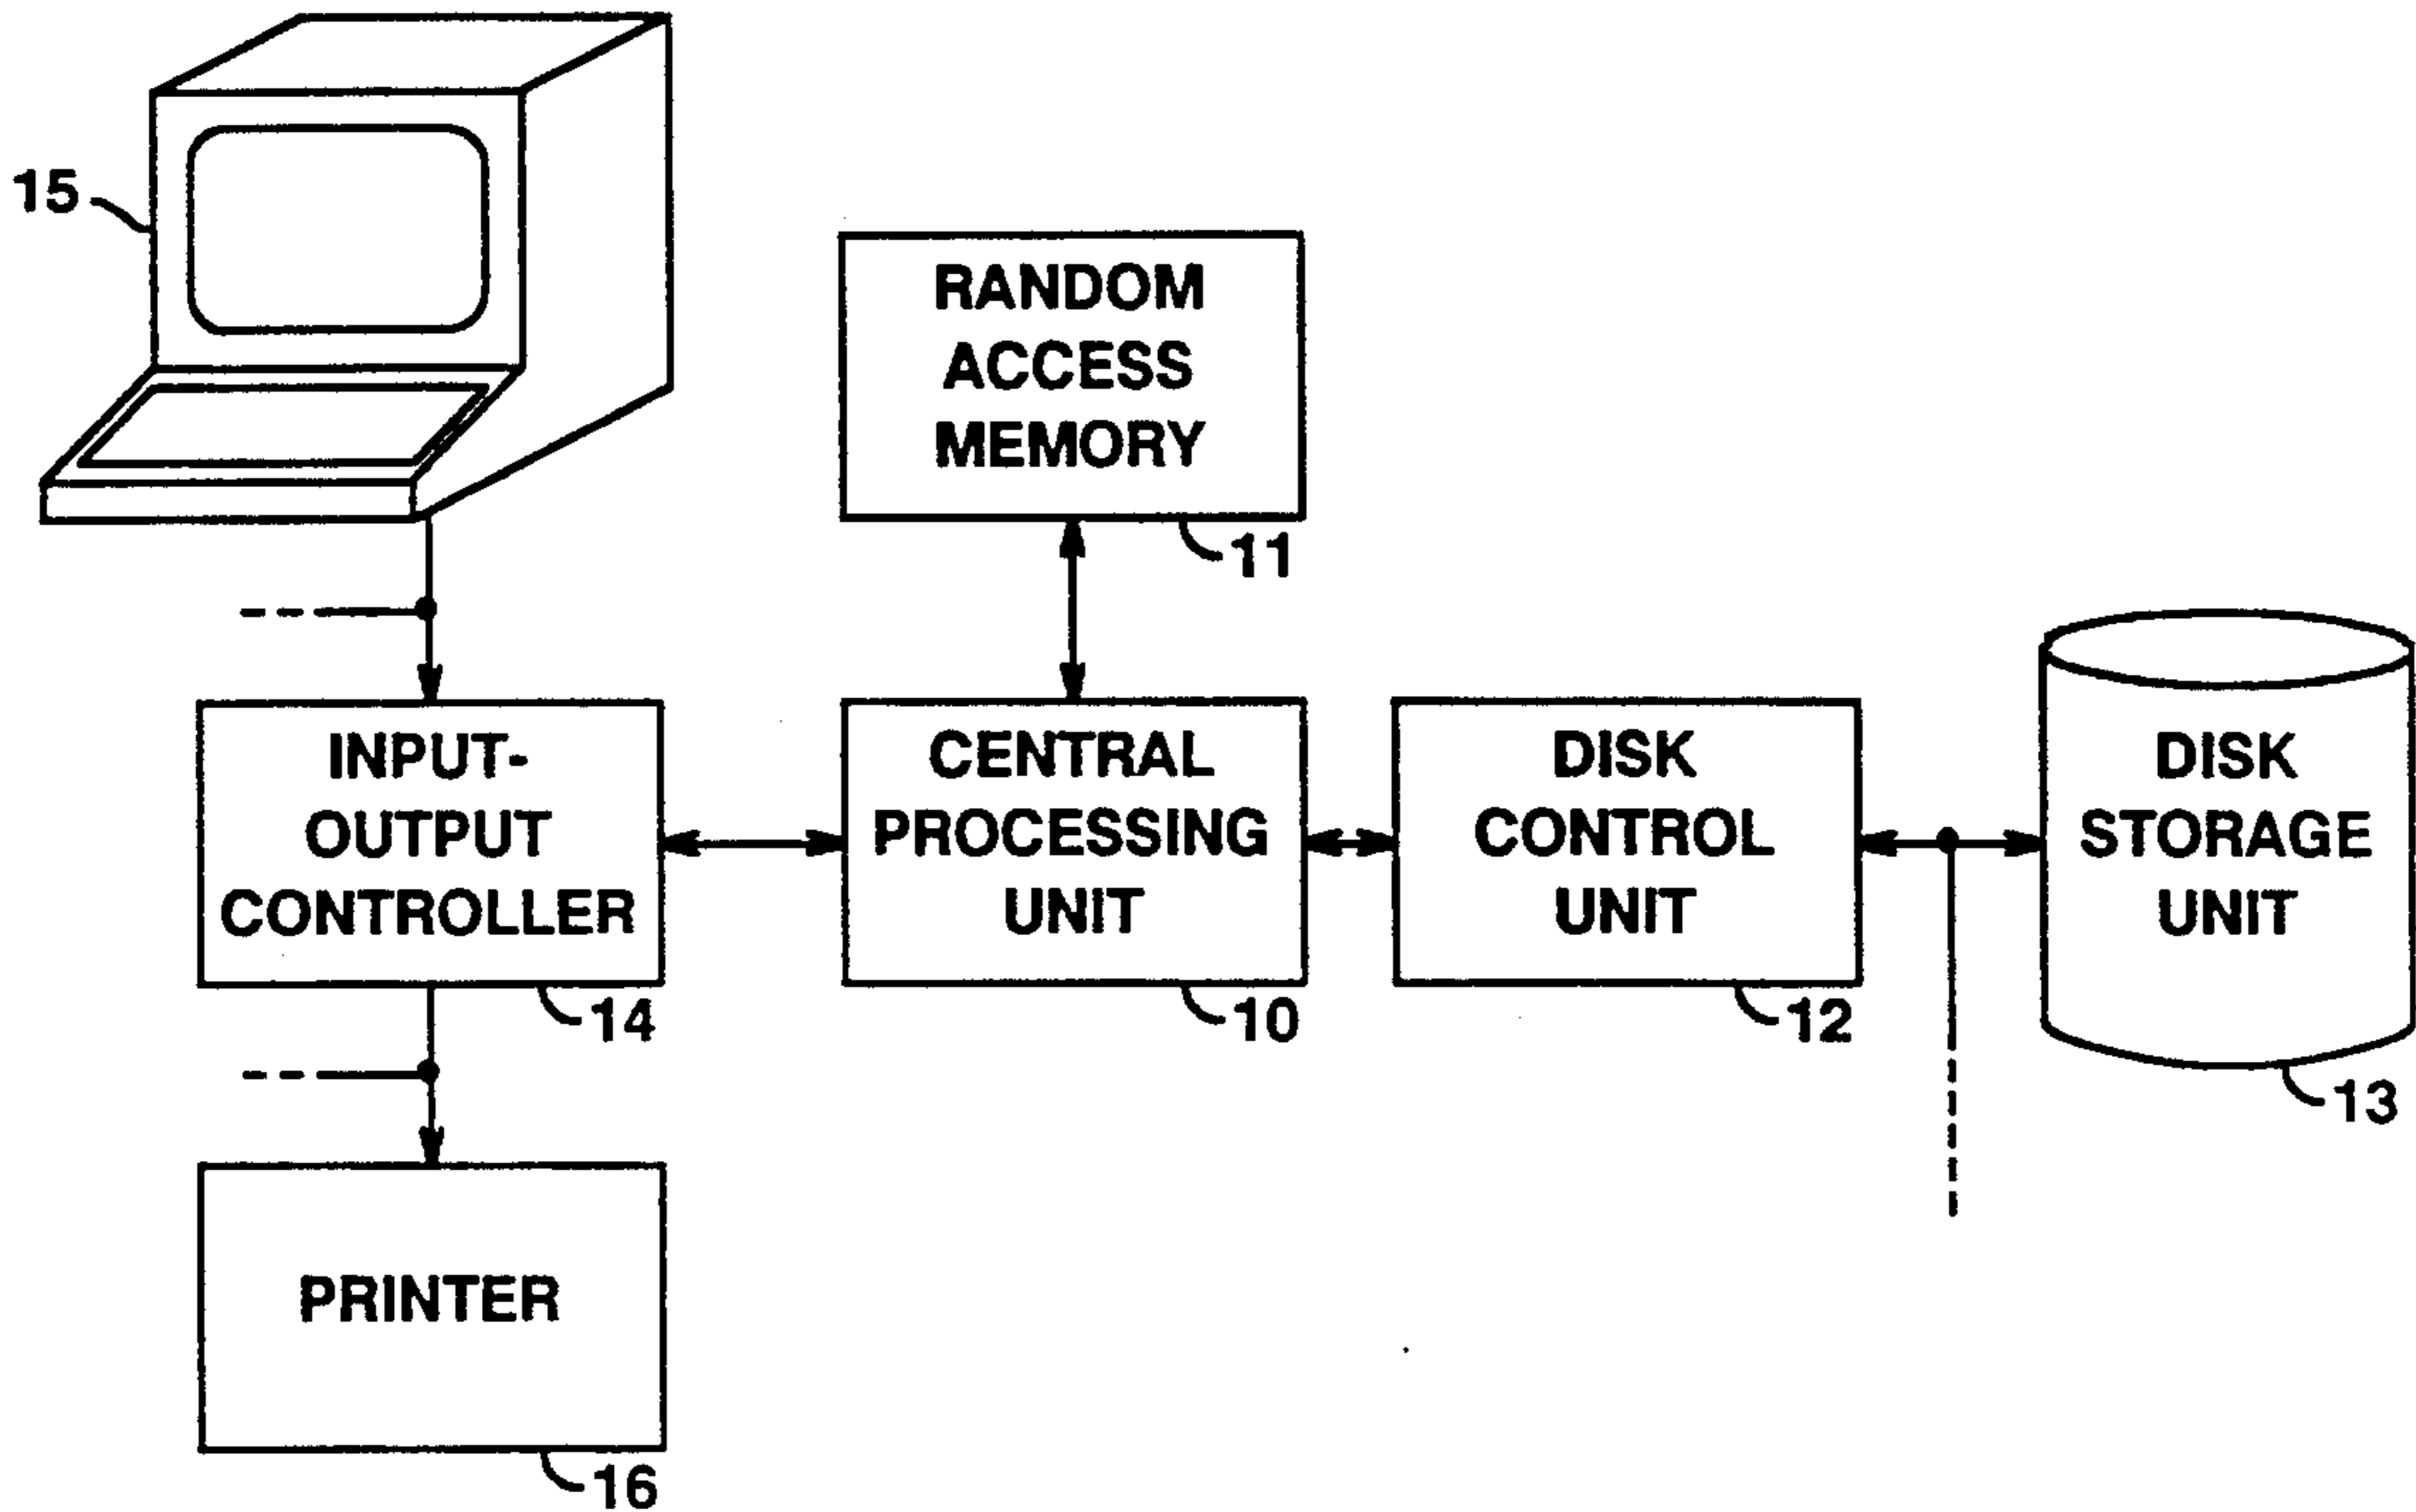 15
RANDOM
ACCESS
MEMORY
11
INPUT-
OUTPUT
CONTROLLER
14
CENTRAL
PROCESSING
UNIT
10
DISK
CONTROL
UNIT
12
DISK
STORAGE
UNIT
13
PRINTER
16